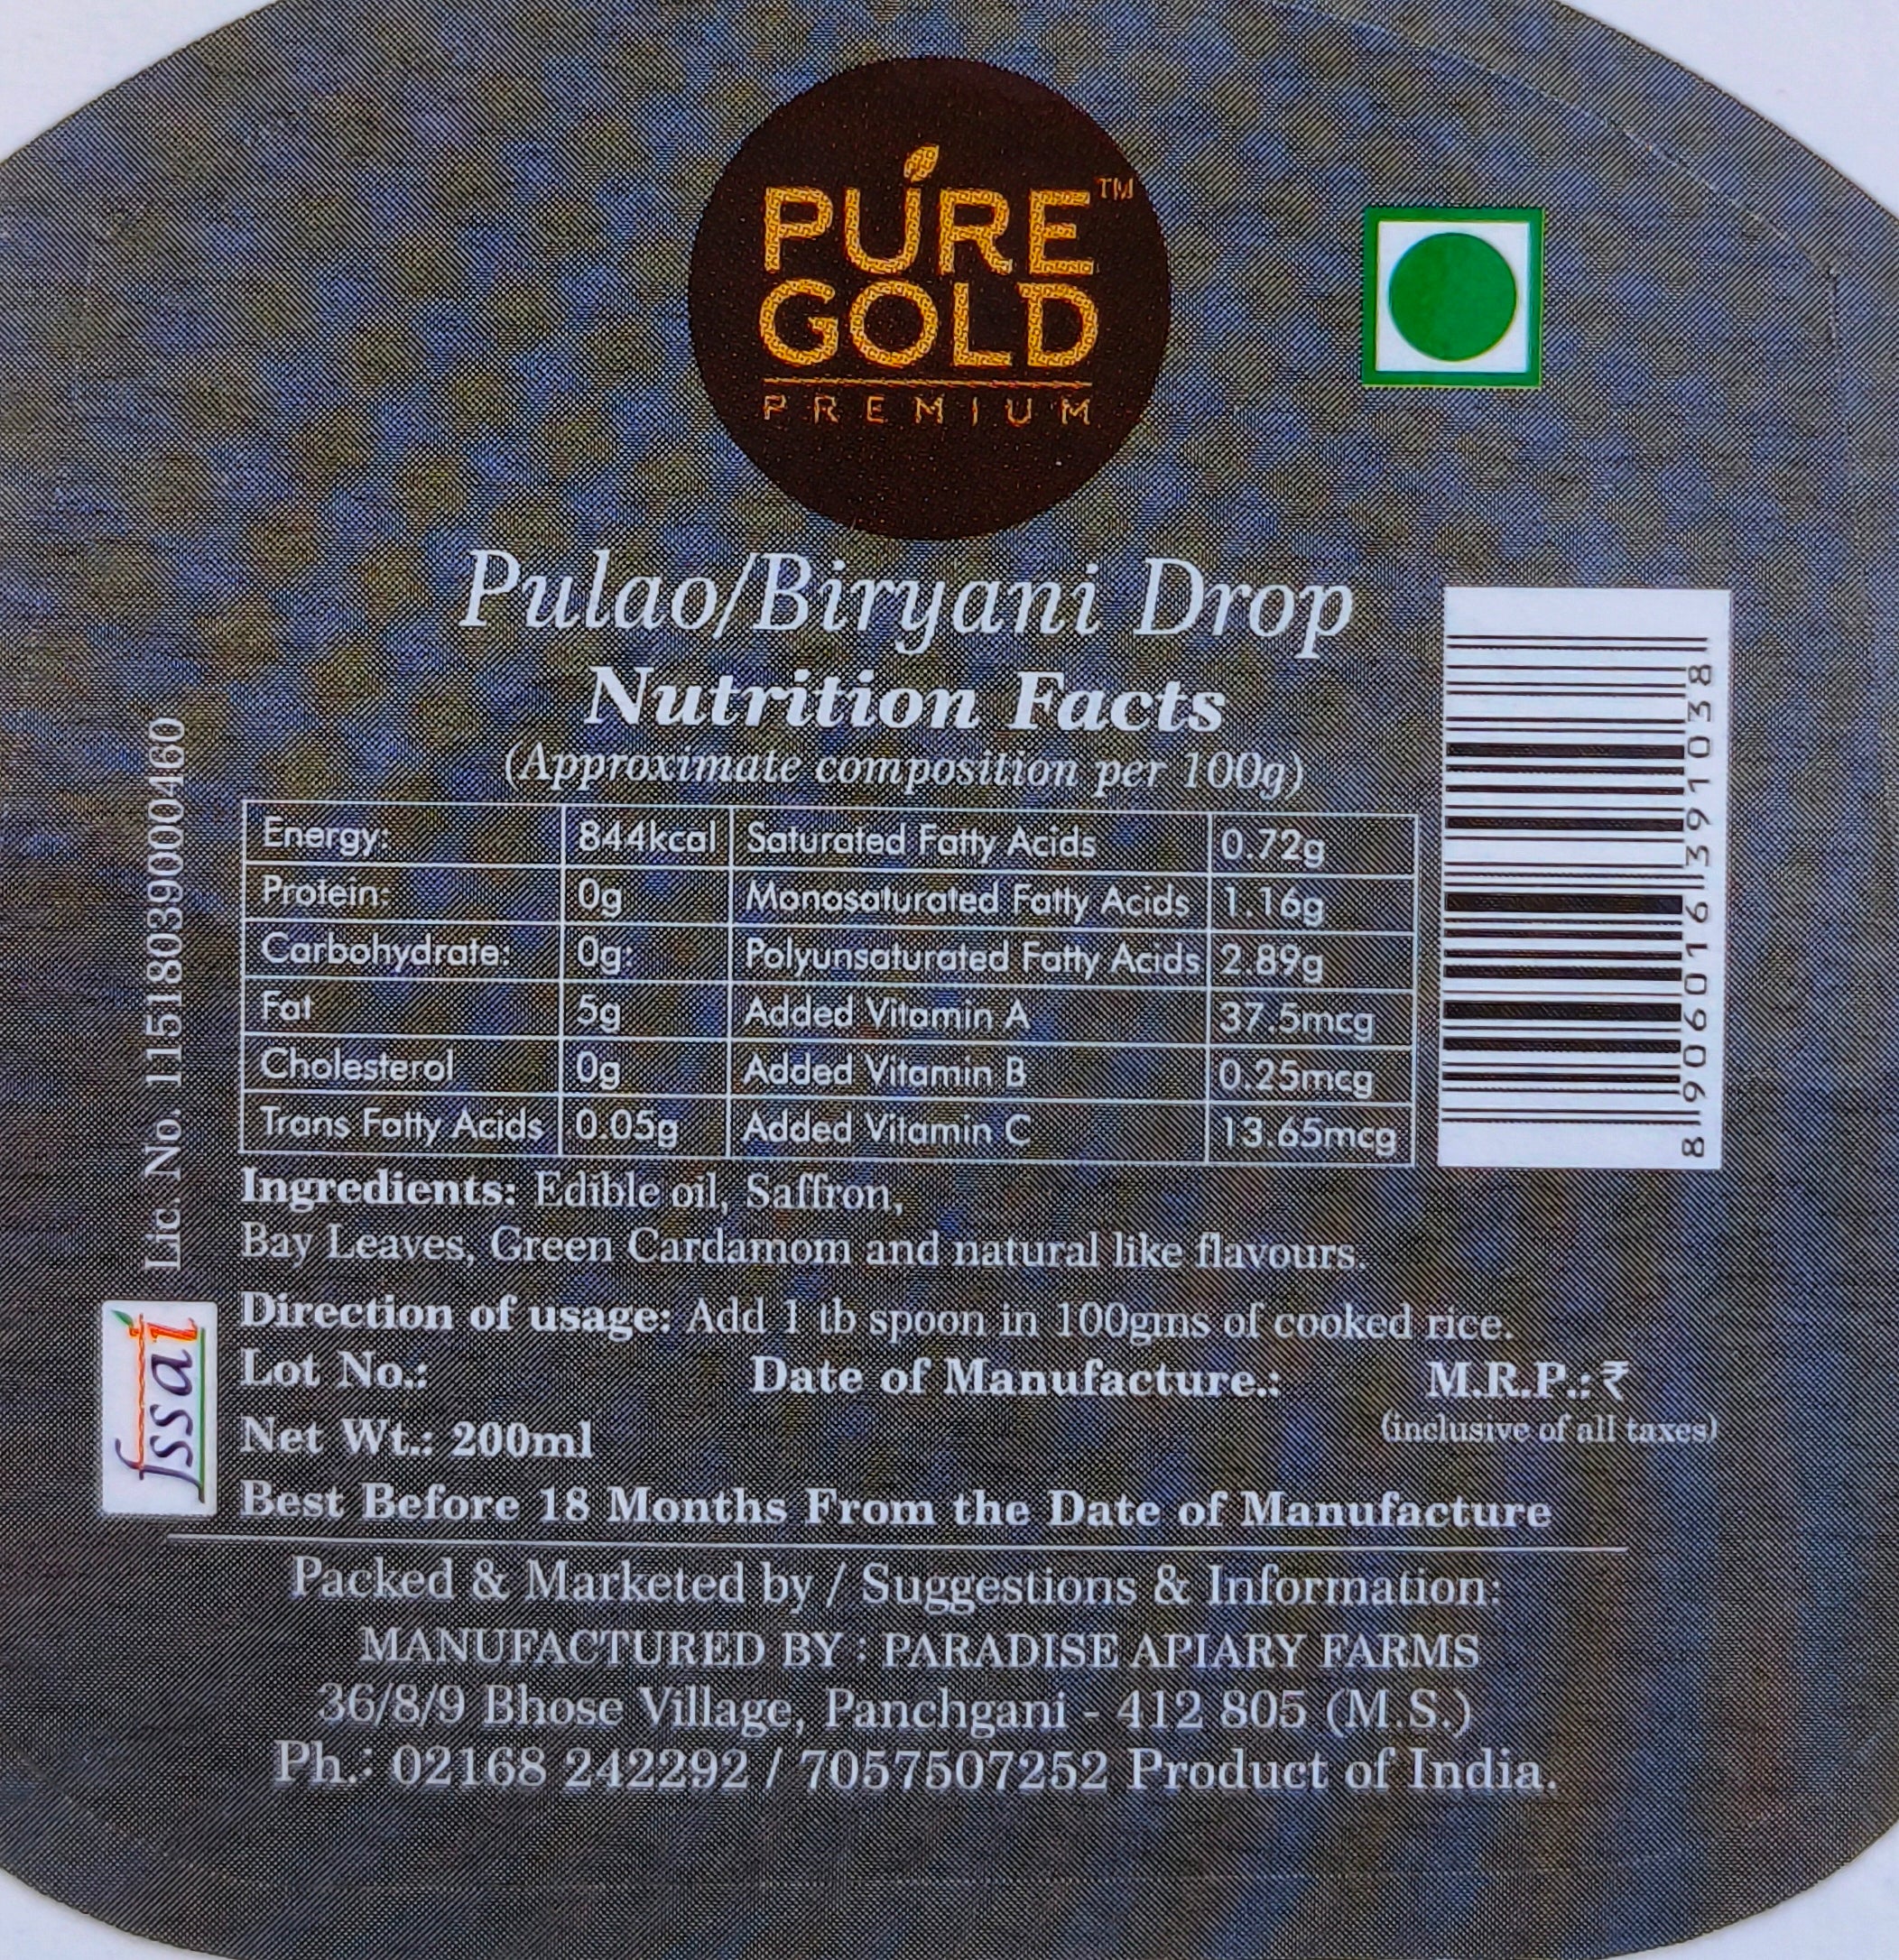 PURE™
GOLD
PREMIUM
Pulao/Biryani Drop
Nutrition Facts
(Approximate composition per 100g)
Energy: 844kcal Saturated Fatty Acids 0.72g
Protein: 0g Monosaturated Fatty Acids 1.16g
Carbohydrate: 0g: Polyunsaturated Fatty Acids 2.89g
Fat 5g Added Vitamin A 37.5mcg
Cholesterol 0g Added Vitamin B 0.25mcg
Trans Fatty Acids 0.05g Added Vitamin C 13.65mcg
Ingredients: Edible oil, Saffron,
Bay Leaves, Green Cardamom and natural like flavours.
Direction of usage: Add 1 tb spoon in 100gms of cooked rice.
Lot No.: Date of Manufacture.: M.R.P.: ₹
(inclusive of all taxes)
Net Wt.: 200ml
Best Before 18 Months From the Date of Manufacture
Packed & Marketed by / Suggestions & Information:
MANUFACTURED BY : PARADISE APIARY FARMS
36/8/9 Bhose Village, Panchgani - 412 805 (M.S.)
Ph.: 02168 242292 / 7057507252 Product of India.
fssai
Lic. No. 11518039000460
8 906016 391038